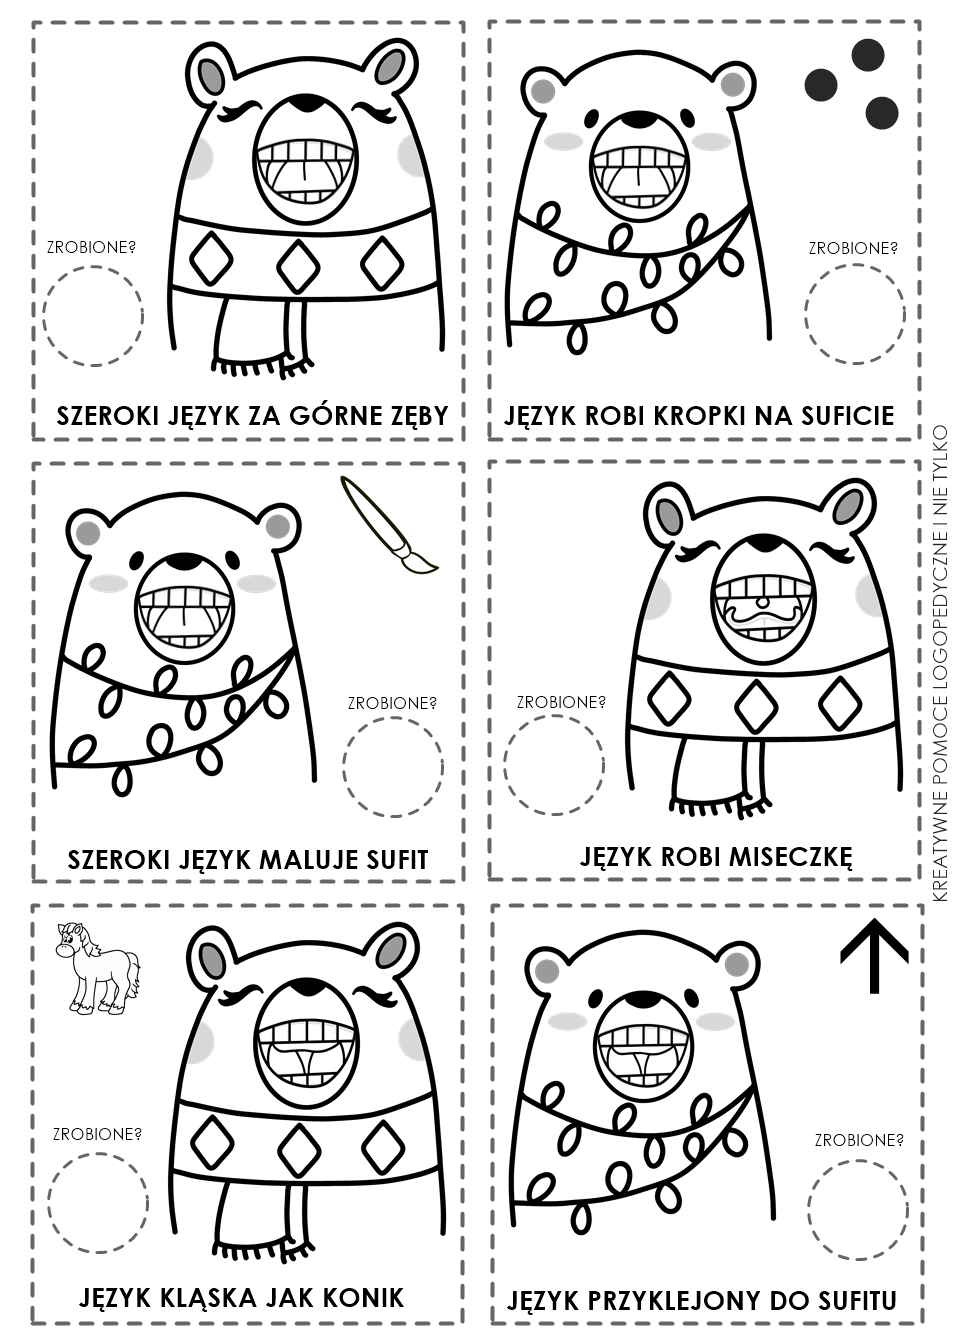 ZROBIONE?
SZEROKI JĘZYK ZA GÓRNE ZĘBY
ZROBIONE?
JĘZYK ROBI KROPKI NA SUFICIE
ZROBIONE?
SZEROKI JĘZYK MALUJE SUFIT
ZROBIONE?
JĘZYK ROBI MISECZKĘ
ZROBIONE?
JĘZYK KLĄSKA JAK KONIK
ZROBIONE?
JĘZYK PRZYKLEJONY DO SUFITU
KREATYWNE POMOCE LOGOPEDYCZNE I NIE TYLKO